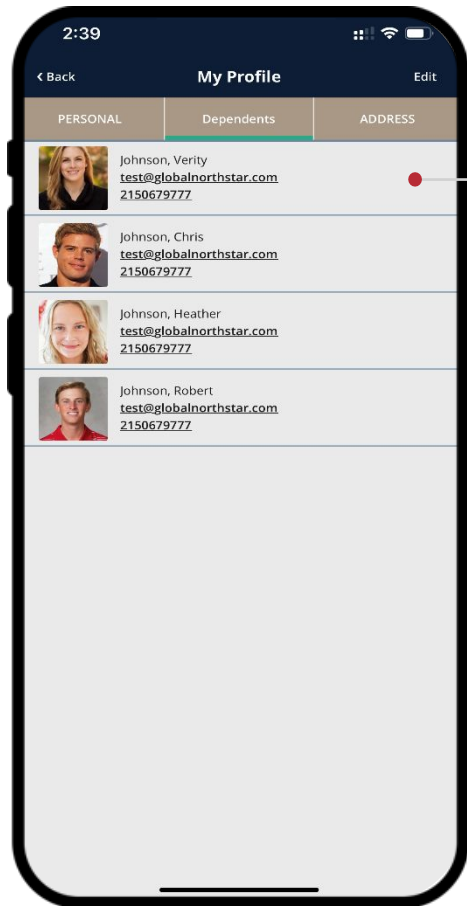 2:39
Back
My Profile
Edit
PERSONAL
Dependents
ADDRESS
Johnson, Verity
test@globalnorthstar.com
2150679777
Johnson, Chris
test@globalnorthstar.com
2150679777
Johnson, Heather
test@globalnorthstar.com
2150679777
Johnson, Robert
test@globalnorthstar.com
2150679777